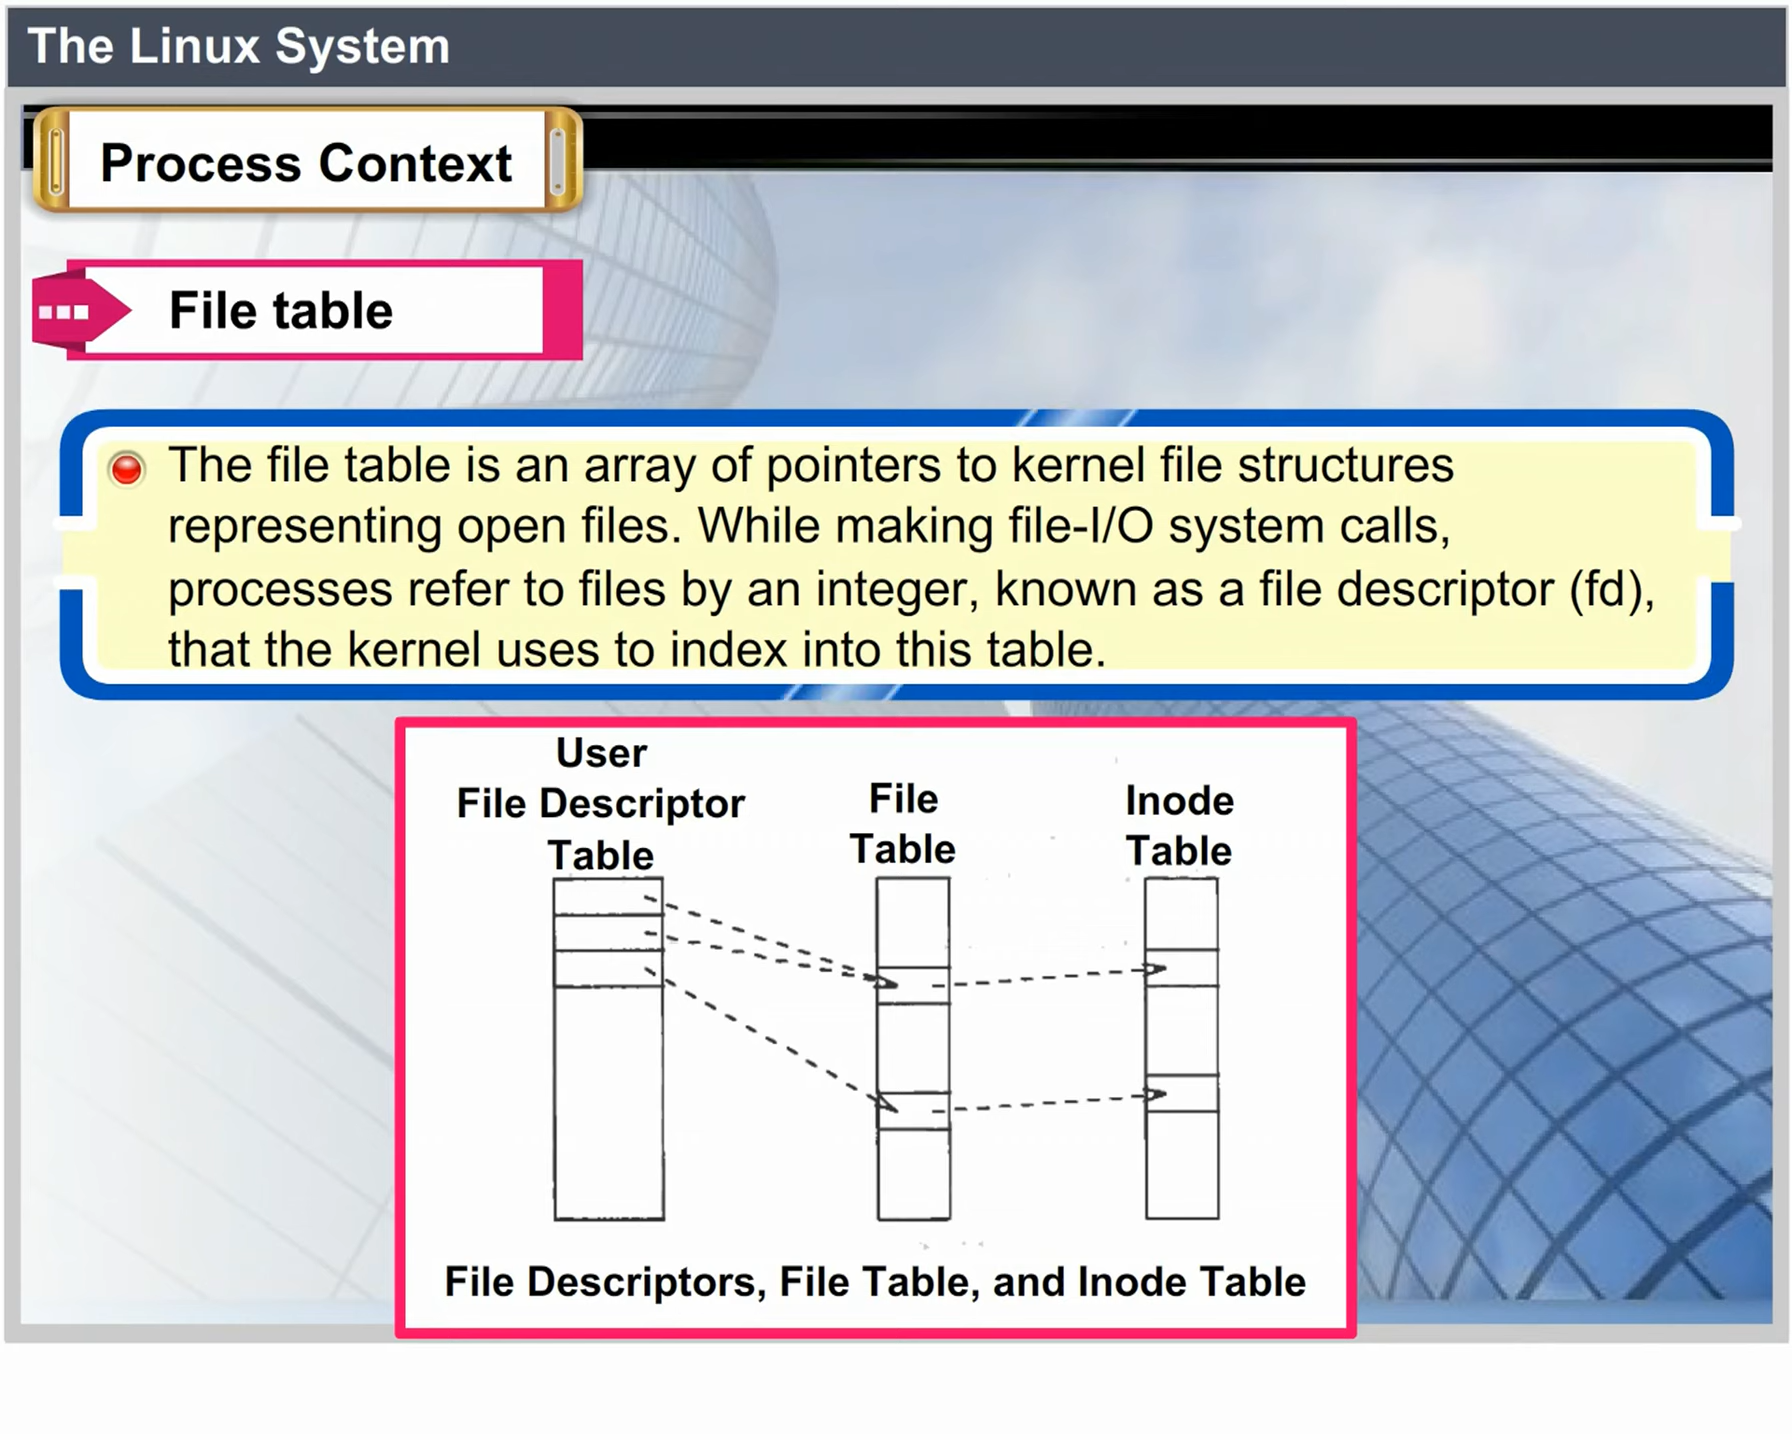 The Linux System
Process Context
File table
The file table is an array of pointers to kernel file structures
representing open files. While making file-I/O system calls,
processes refer to files by an integer, known as a file descriptor (fd),
that the kernel uses to index into this table.
User
File Descriptor
Table
File
Table
Inode
Table
File Descriptors, File Table, and Inode Table